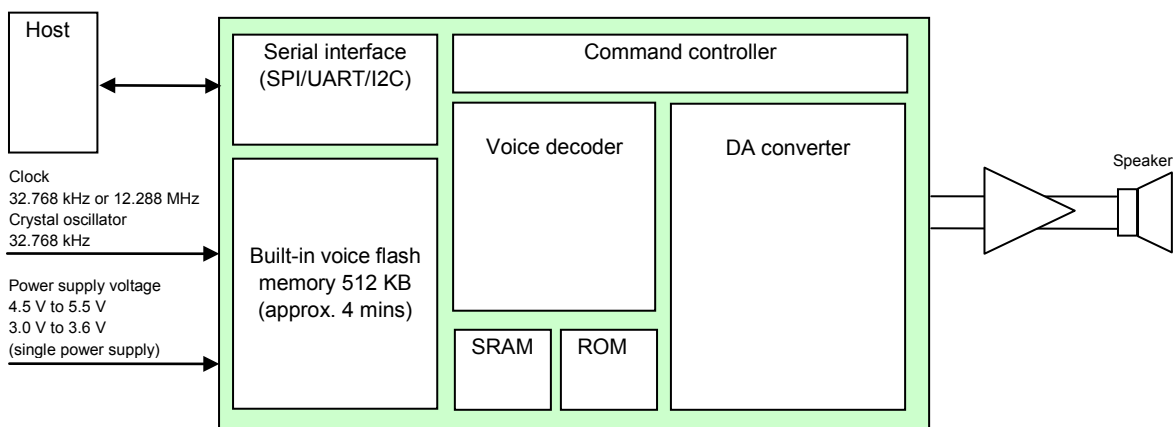 Host
Serial interface
(SPI/UART/I2C)
Command controller
Voice decoder
DA converter
Speaker
Clock
32.768 kHz or 12.288 MHz
Crystal oscillator
32.768 kHz
Built-in voice flash
memory 512 KB
(approx. 4 mins)
Power supply voltage
4.5 V to 5.5 V
3.0 V to 3.6 V
(single power supply)
SRAM
ROM